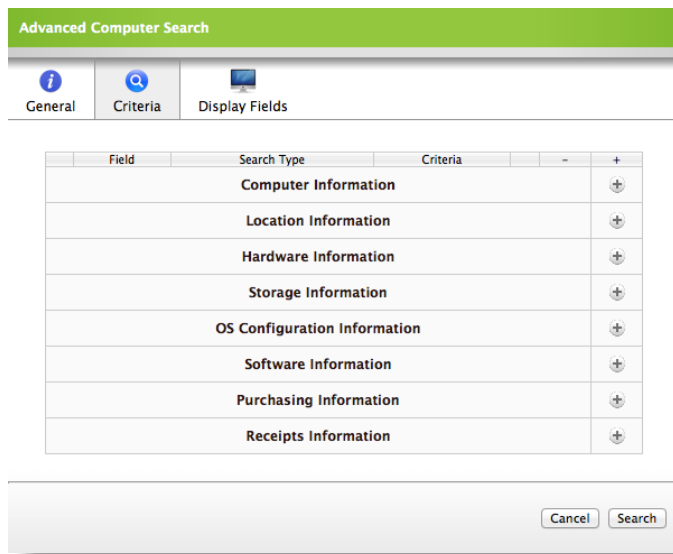 Advanced Computer Search
General Criteria Display Fields
Field Search Type Criteria - +
Computer Information
Location Information
Hardware Information
Storage Information
OS Configuration Information
Software Information
Purchasing Information
Receipts Information
Cancel Search